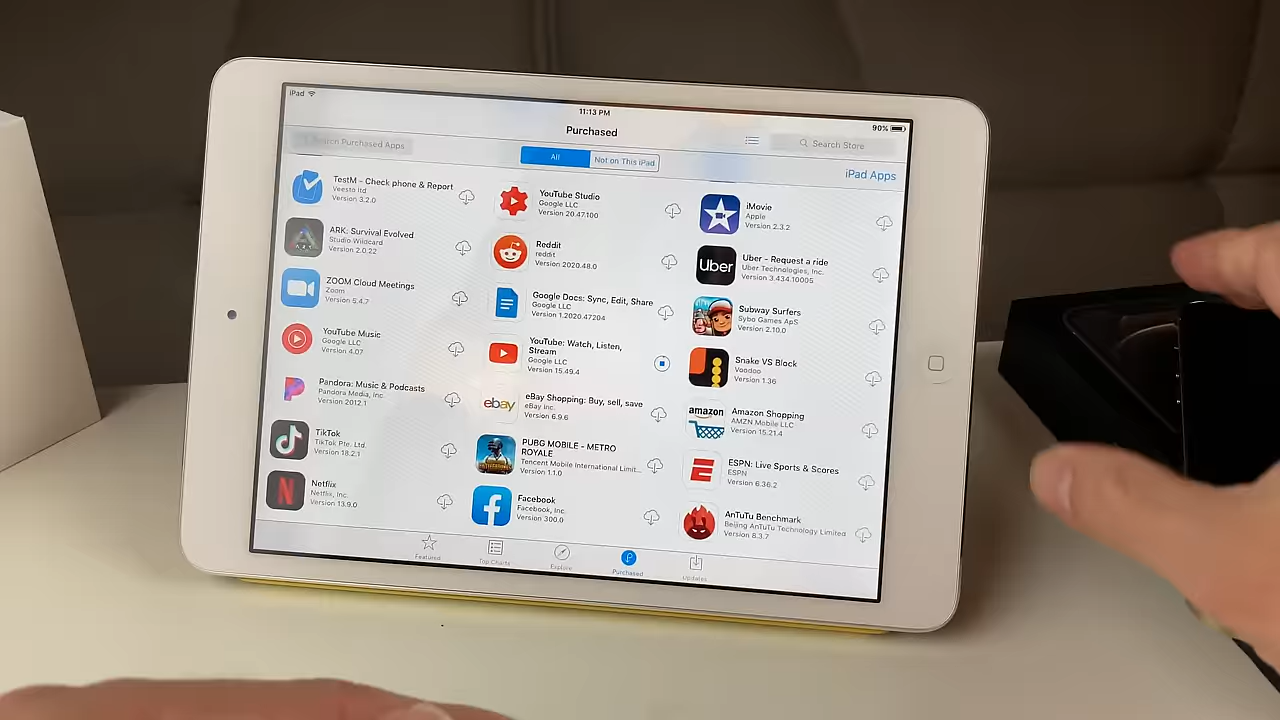 iPad
11:13 PM
90%
Purchased
Search Purchased Apps
All
Not on This iPad
Search Store
iPad Apps
TestM - Check phone & Report
Veesto ltd
Version 3.2.0
ARK: Survival Evolved
Studio Wildcard
Version 2.0.22
ZOOM Cloud Meetings
Zoom
Version 5.4.7
YouTube Music
Google LLC
Version 4.07
Pandora: Music & Podcasts
Pandora Media, Inc.
Version 2012.1
TikTok
TikTok Pte. Ltd.
Version 18.2.1
Netflix
Netflix, Inc.
Version 13.9.0
YouTube Studio
Google LLC
Version 20.47.100
Reddit
reddit
Version 2020.48.0
Google Docs: Sync, Edit, Share
Google LLC
Version 1.2020.47204
YouTube: Watch, Listen,
Stream
Google LLC
Version 15.49.4
ebay
eBay Shopping: Buy, sell, save
eBay Inc.
Version 6.9.6
PUBG MOBILE - METRO
ROYALE
Tencent Mobile International Limit...
Version 1.1.0
Facebook
Facebook, Inc.
Version 300.0
iMovie
Apple
Version 2.3.2
Uber
Uber - Request a ride
Uber Technologies, Inc.
Version 3.434.10005
Subway Surfers
Sybo Games ApS
Version 2.10.0
Snake VS Block
Voodoo
Version 1.36
amazon
Amazon Shopping
AMZN Mobile LLC
Version 15.21.4
ESPN: Live Sports & Scores
ESPN
Version 6.36.2
AnTuTu Benchmark
Beijing AnTuTu Technology Limited
Version 8.3.7
Featured
Top Charts
Explore
Purchased
Updates